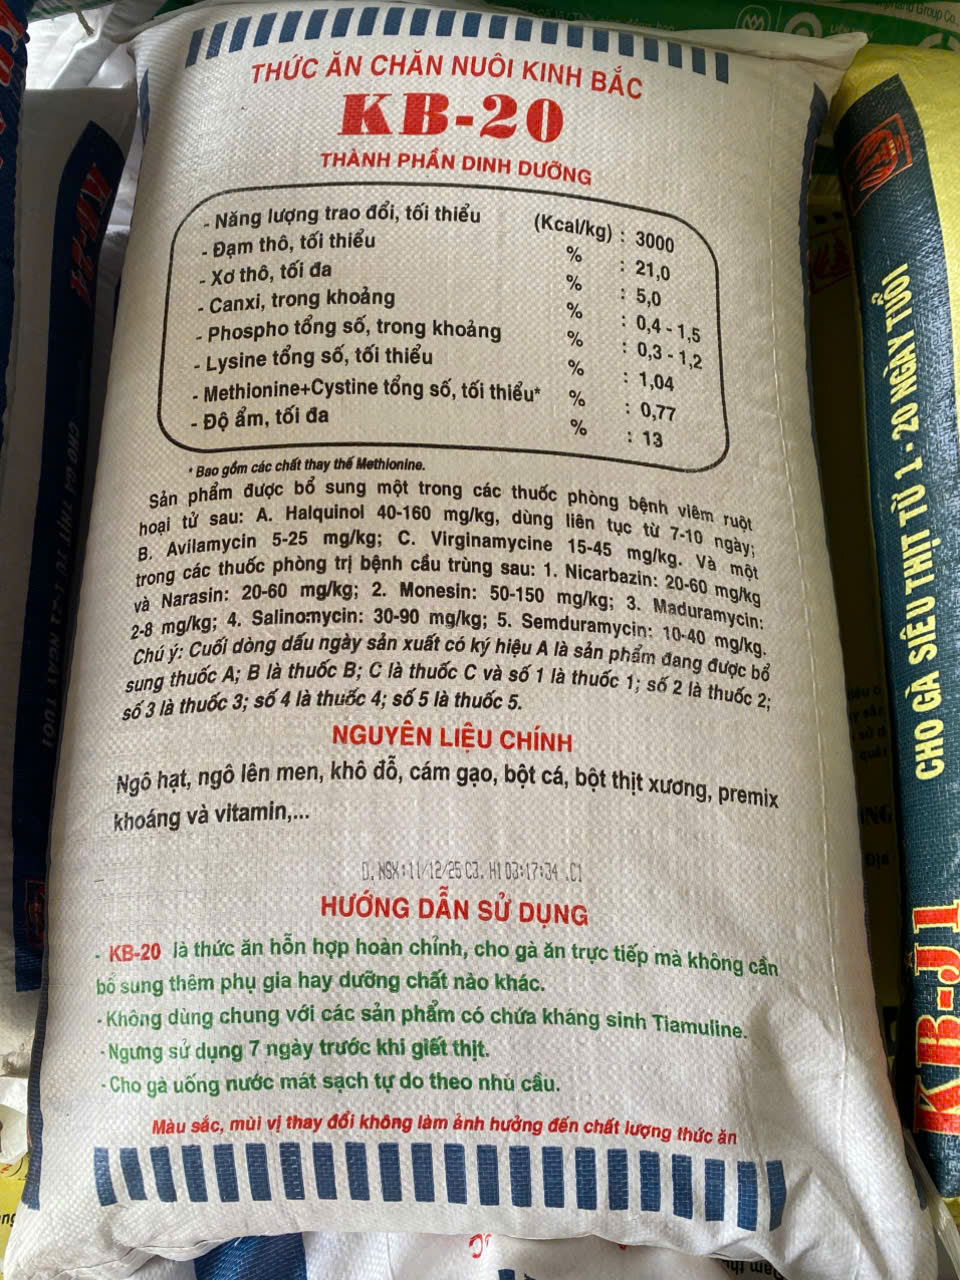 THỨC ĂN CHĂN NUÔI KINH BẮC
KB-20
THÀNH PHẦN DINH DƯỠNG
- Năng lượng trao đổi, tối thiểu (Kcal/kg) : 3000
- Đạm thô, tối thiểu % : 21,0
- Xơ thô, tối đa % : 5,0
- Canxi, trong khoảng % : 0,4 - 1,5
- Phospho tổng số, trong khoảng % : 0,3 - 1,2
- Lysine tổng số, tối thiểu % : 1,04
- Methionine+Cystine tổng số, tối thiểu* % : 0,77
- Độ ẩm, tối đa % : 13
* Bao gồm các chất thay thế Methionine.
Sản phẩm được bổ sung một trong các thuốc phòng bệnh viêm ruột
hoại tử sau: A. Halquinol 40-160 mg/kg, dùng liên tục từ 7-10 ngày;
B. Avilamycin 5-25 mg/kg; C. Virginamycine 15-45 mg/kg. Và một
trong các thuốc phòng trị bệnh cầu trùng sau: 1. Nicarbazin: 20-60 mg/kg
và Narasin: 20-60 mg/kg; 2. Monesin: 50-150 mg/kg; 3. Maduramycin:
2-8 mg/kg; 4. Salinomycin: 30-90 mg/kg; 5. Semduramycin: 10-40 mg/kg.
Chú ý: Cuối dòng dấu ngày sản xuất có ký hiệu A là sản phẩm đang được bổ
sung thuốc A; B là thuốc B; C là thuốc C và số 1 là thuốc 1; số 2 là thuốc 2;
số 3 là thuốc 3; số 4 là thuốc 4; số 5 là thuốc 5.
NGUYÊN LIỆU CHÍNH
Ngô hạt, ngô lên men, khô đỗ, cám gạo, bột cá, bột thịt xương, premix
khoáng và vitamin,...
D. NSX:11/12/25 C3. H1 03:17:34 .C1
HƯỚNG DẪN SỬ DỤNG
- KB-20 là thức ăn hỗn hợp hoàn chỉnh, cho gà ăn trực tiếp mà không cần
bổ sung thêm phụ gia hay dưỡng chất nào khác.
- Không dùng chung với các sản phẩm có chứa kháng sinh Tiamuline.
- Ngưng sử dụng 7 ngày trước khi giết thịt.
- Cho gà uống nước mát sạch tự do theo nhu cầu.
Màu sắc, mùi vị thay đổi không làm ảnh hưởng đến chất lượng thức ăn
CHO GÀ SIÊU THỊT TỪ 1 - 20 NGÀY TUỔI
KB-J1